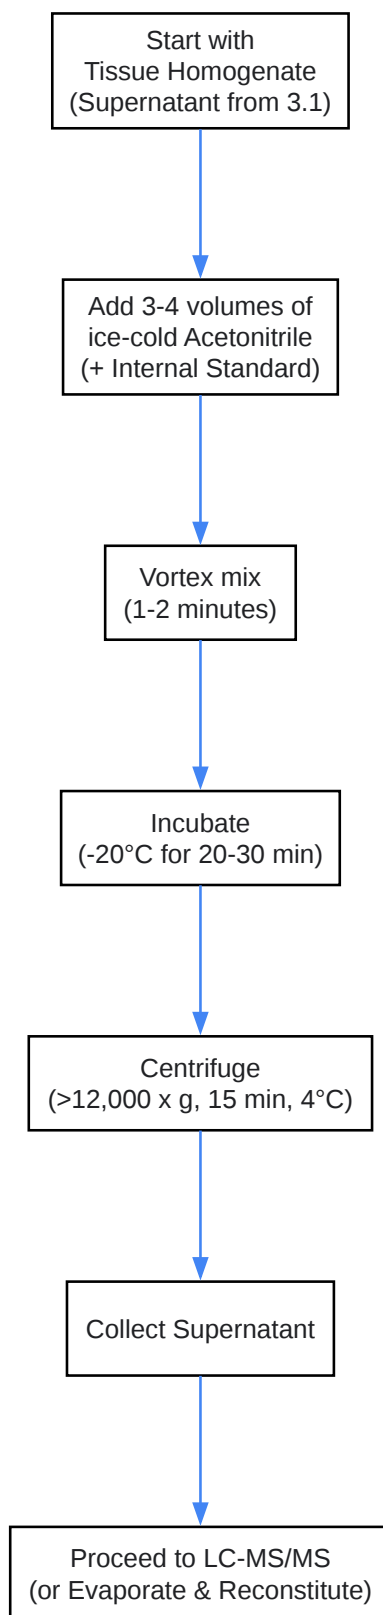 Start with
Tissue Homogenate
(Supernatant from 3.1)
Add 3-4 volumes of
ice-cold Acetonitrile
(+ Internal Standard)
Vortex mix
(1-2 minutes)
Incubate
(-20°C for 20-30 min)
Centrifuge
(>12,000 x g, 15 min, 4°C)
Collect Supernatant
Proceed to LC-MS/MS
(or Evaporate & Reconstitute)